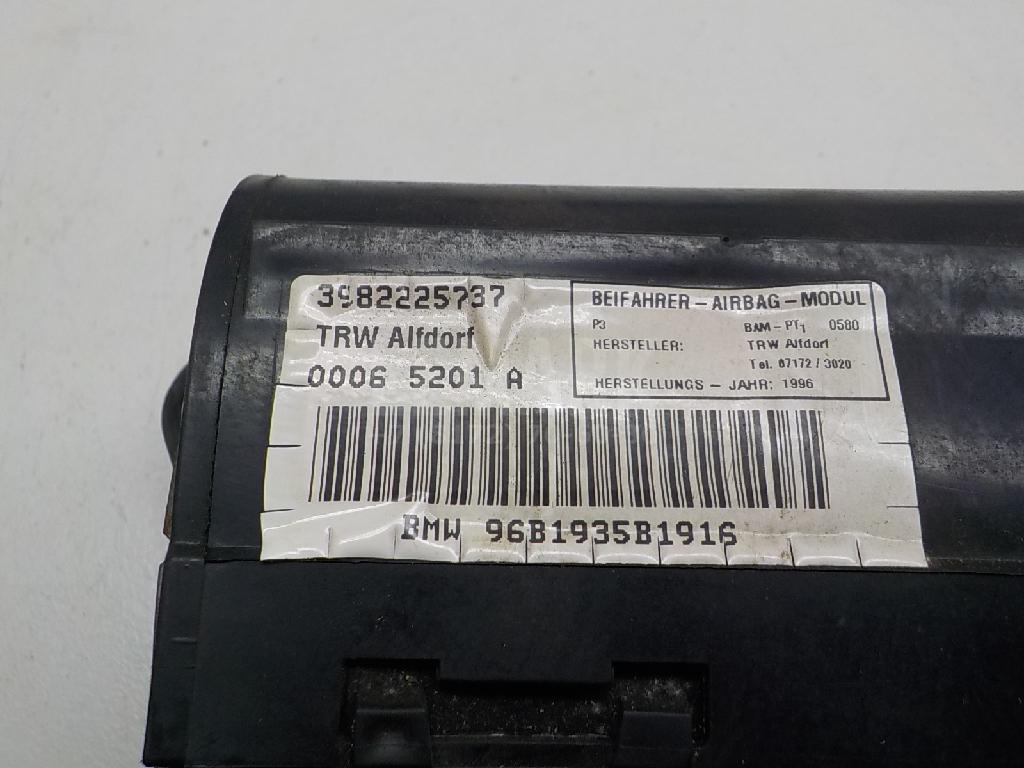 3982225737
TRW Alfdorf
0006 5201 A
BEIFAHRER - AIRBAG - MODUL
P3 BAM - PT1 0580
HERSTELLER: TRW Alfdorf
Tel. 07172 / 3020
HERSTELLUNGS - JAHR: 1996
BMW 96B1935B1916